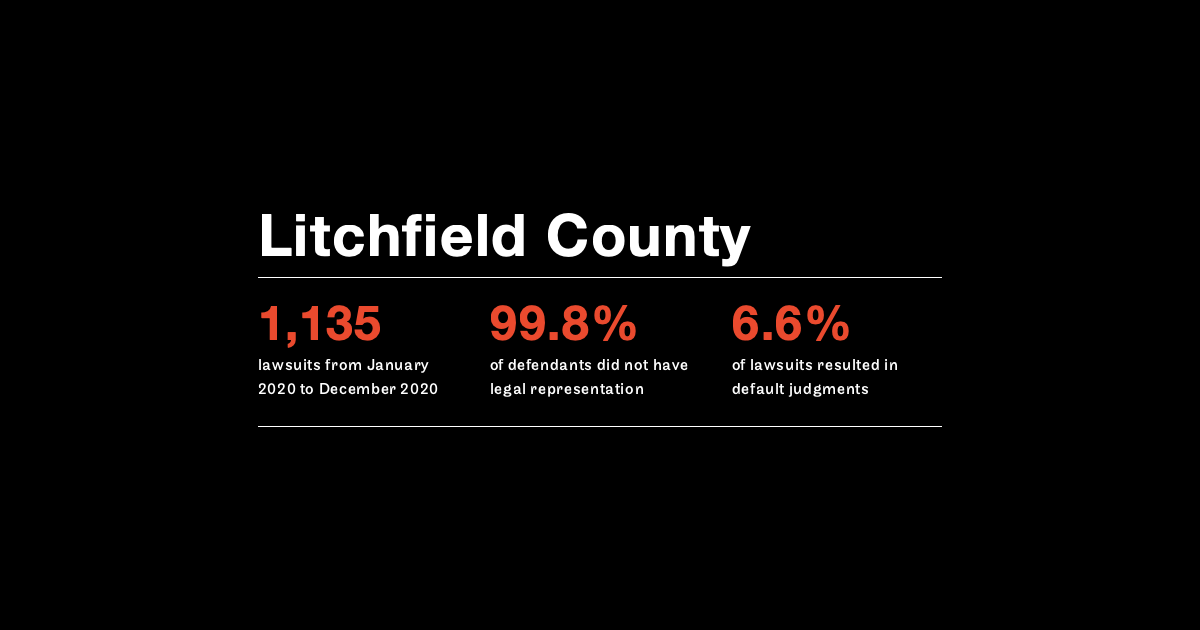 Litchfield County
1,135
lawsuits from January
2020 to December 2020
99.8%
of defendants did not have
legal representation
6.6%
of lawsuits resulted in
default judgments